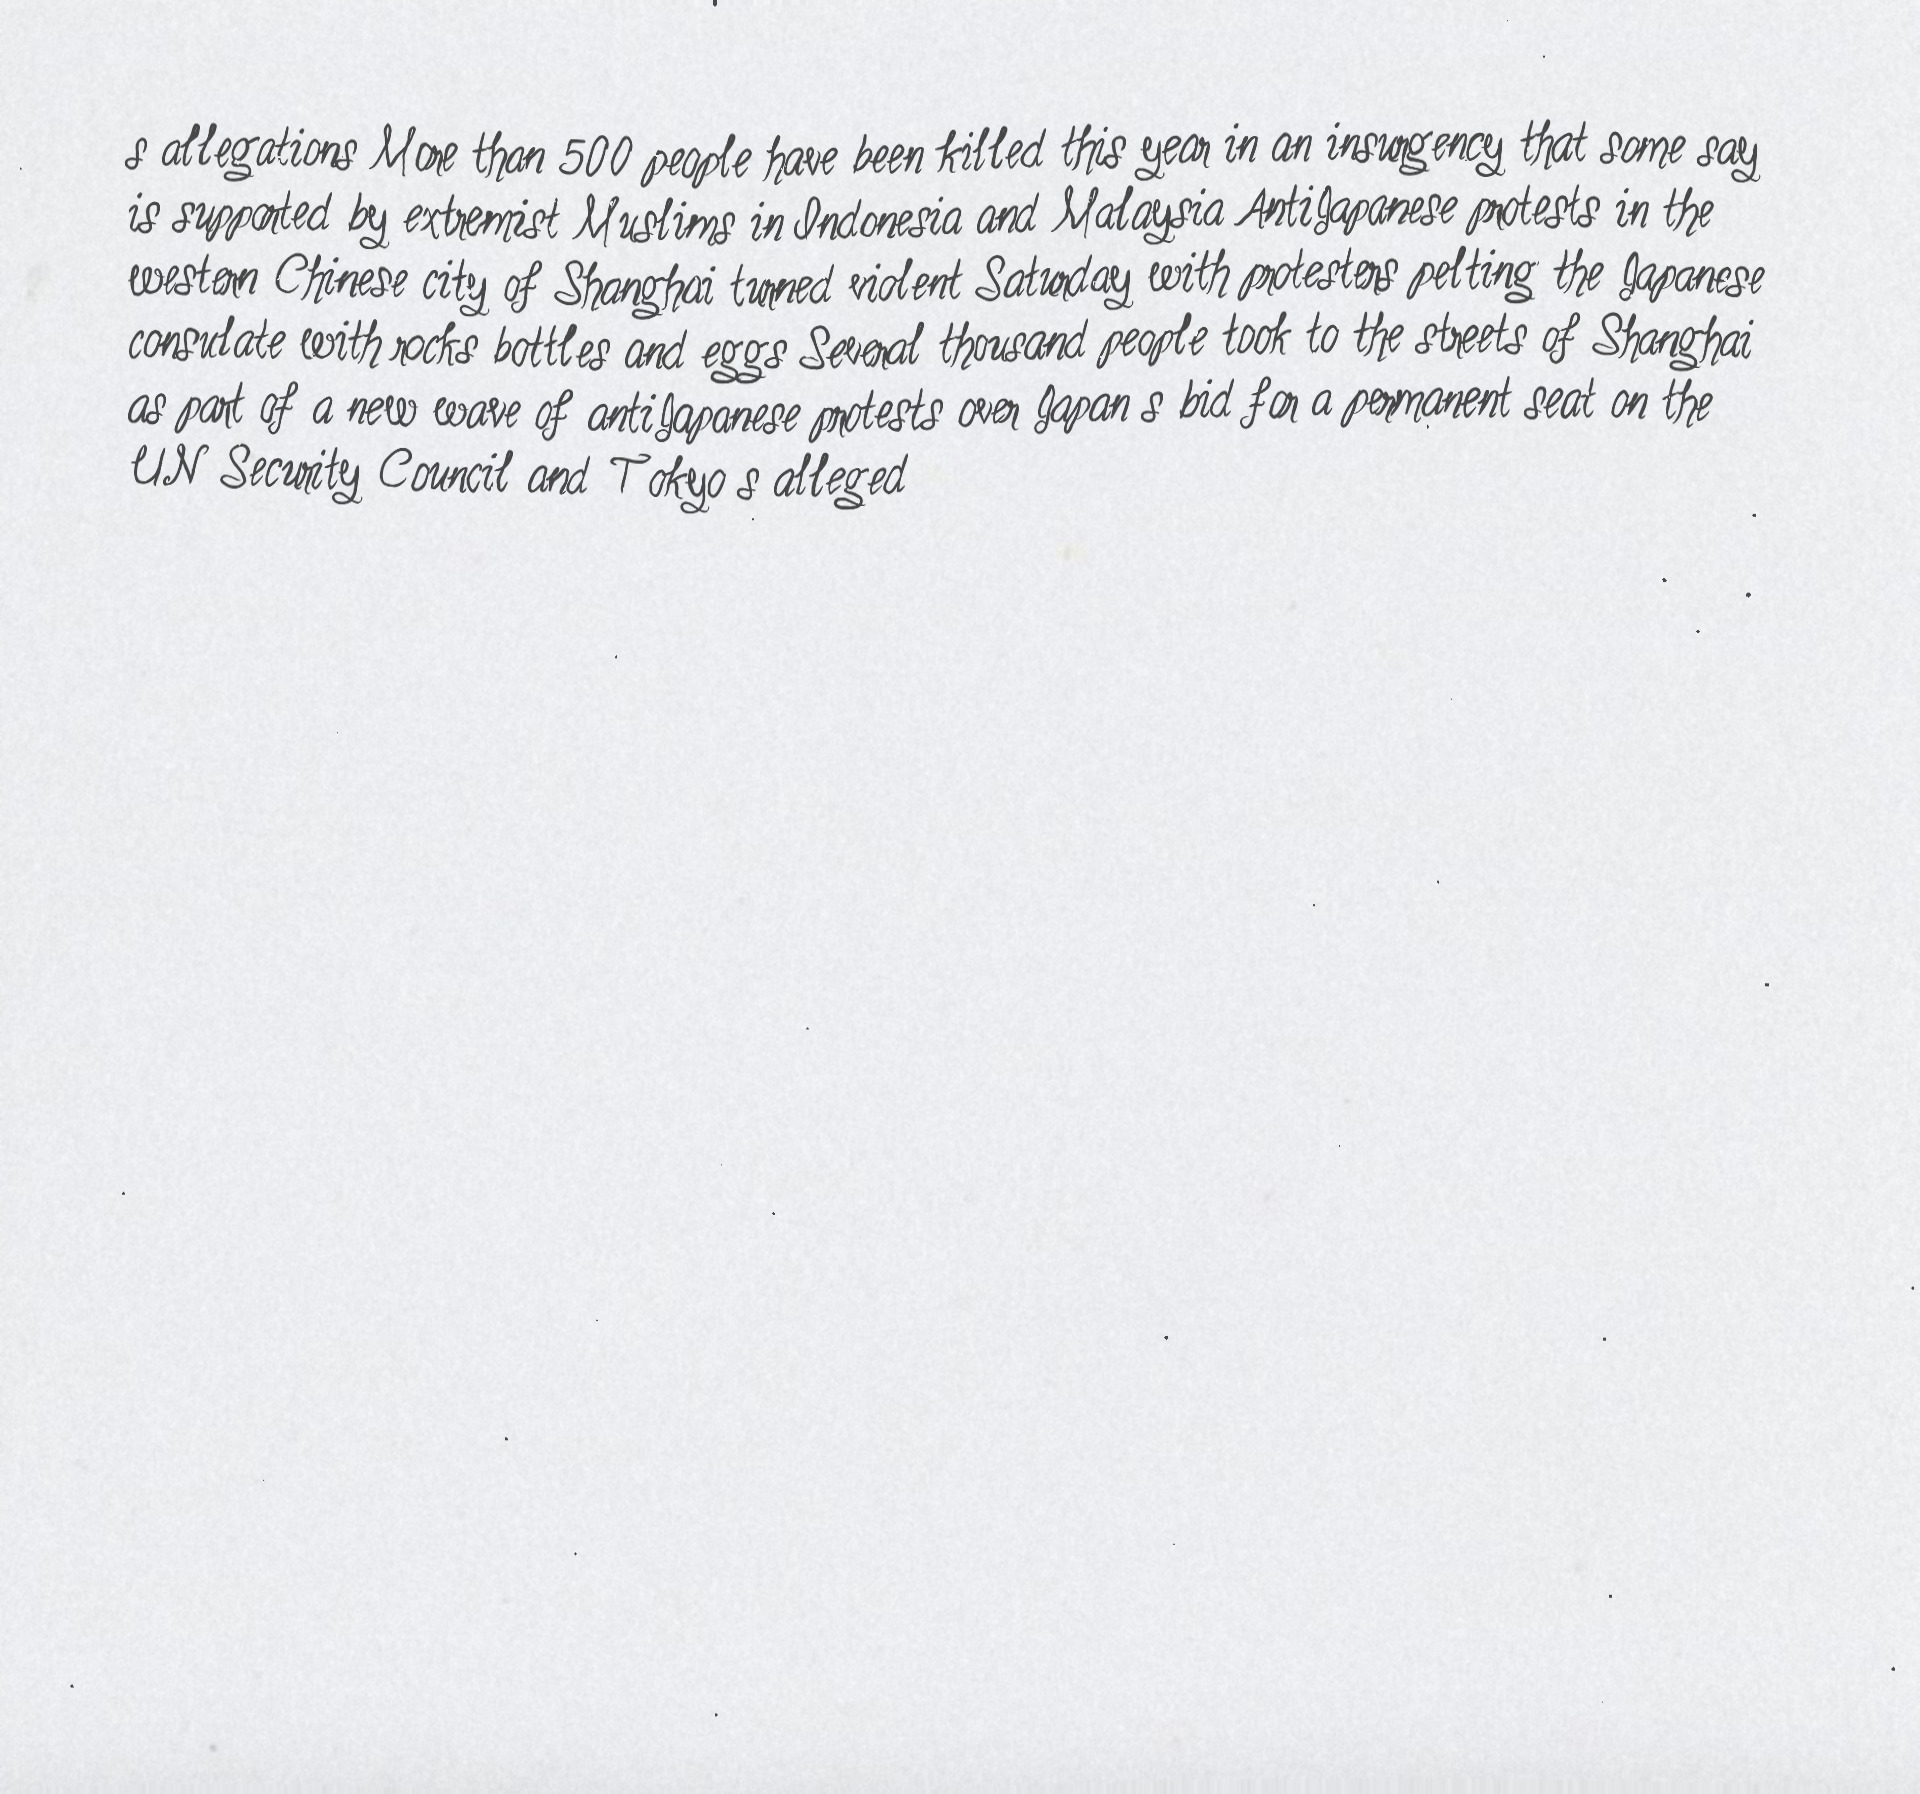 s allegations More than 500 people have been killed this year in an insurgency that some say
is supported by extremist Muslims in Indonesia and Malaysia AntiJapanese protests in the
western Chinese city of Shanghai turned violent Saturday with protesters pelting the Japanese
consulate with rocks bottles and eggs Several thousand people took to the streets of Shanghai
as part of a new wave of antiJapanese protests over Japan s bid for a permanent seat on the
UN Security Council and Tokyo s alleged